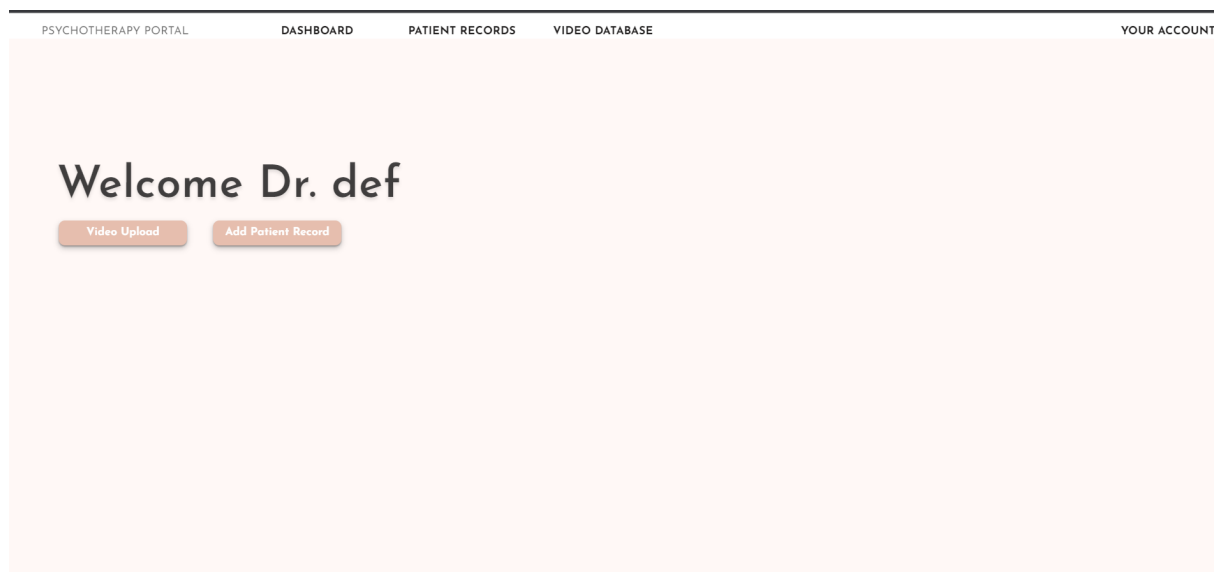 PSYCHOTHERAPY PORTAL DASHBOARD PATIENT RECORDS VIDEO DATABASE YOUR ACCOUNT
Welcome Dr. def
Video Upload Add Patient Record